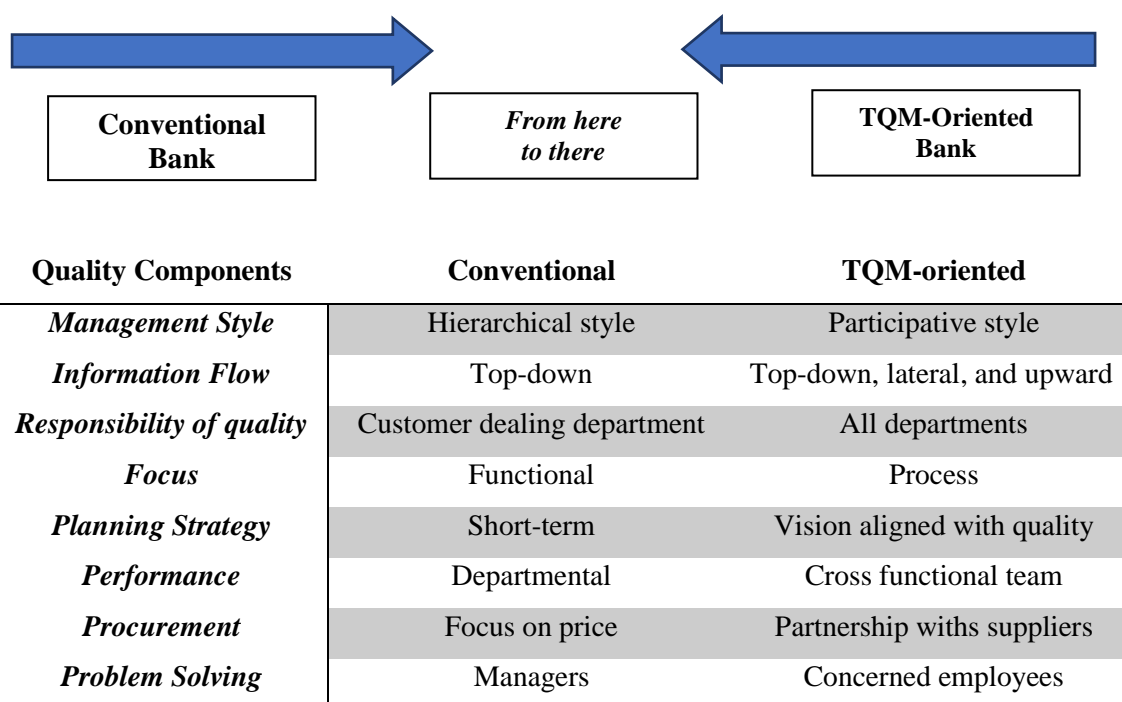 Conventional
Bank
From here
to there
TQM-Oriented
Bank
Quality Components Conventional TQM-oriented
Management Style Hierarchical style Participative style
Information Flow Top-down Top-down, lateral, and upward
Responsibility of quality Customer dealing department All departments
Focus Functional Process
Planning Strategy Short-term Vision aligned with quality
Performance Departmental Cross functional team
Procurement Focus on price Partnership withs suppliers
Problem Solving Managers Concerned employees